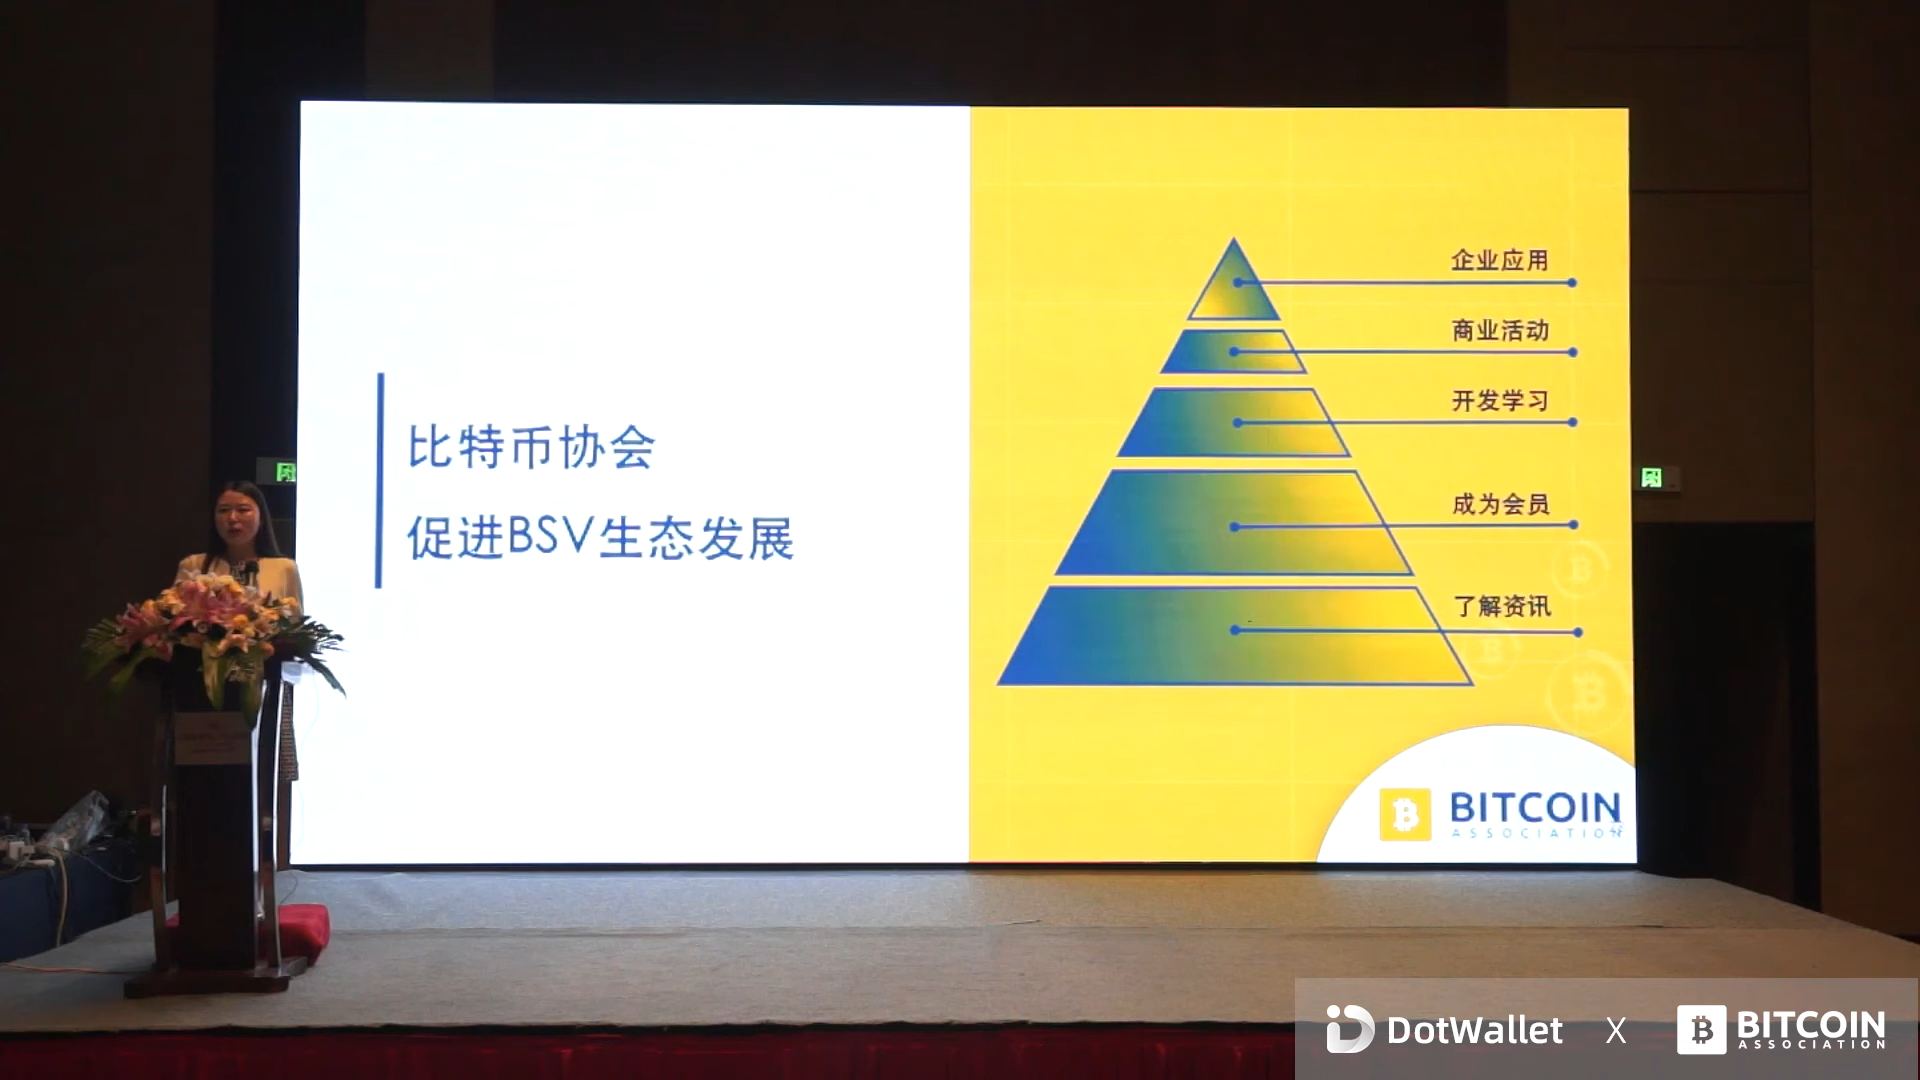 比特币协会
促进BSV生态发展
企业应用
商业活动
开发学习
成为会员
了解资讯
BITCOIN
ASSOCIATION
DotWallet X BITCOIN
ASSOCIATION